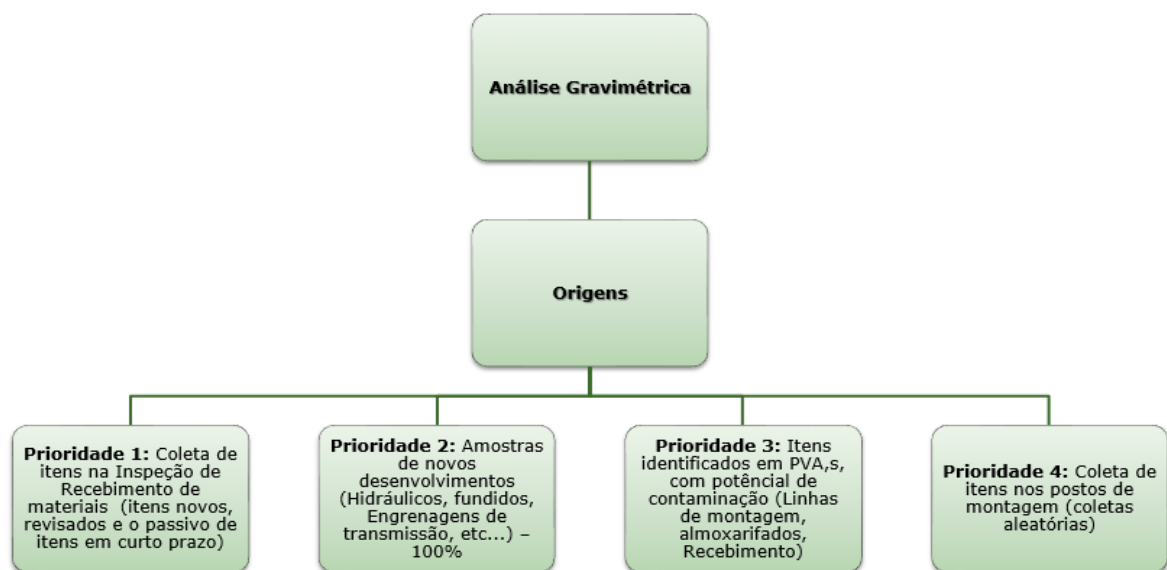 Análise Gravimétrica
Origens
Prioridade 1: Coleta de
itens na Inspeção de
Recebimento de
materiais  (itens novos,
revisados e o passivo de
itens em curto prazo)
Prioridade 2: Amostras
de novos
desenvolvimentos
(Hidráulicos, fundidos,
Engrenagens de
transmissão, etc...) –
100%
Prioridade 3: Itens
identificados em PVA,s,
com potêncial de
contaminação (Linhas
de montagem,
almoxarifados,
Recebimento)
Prioridade 4: Coleta de
itens nos postos de
montagem (coletas
aleatórias)